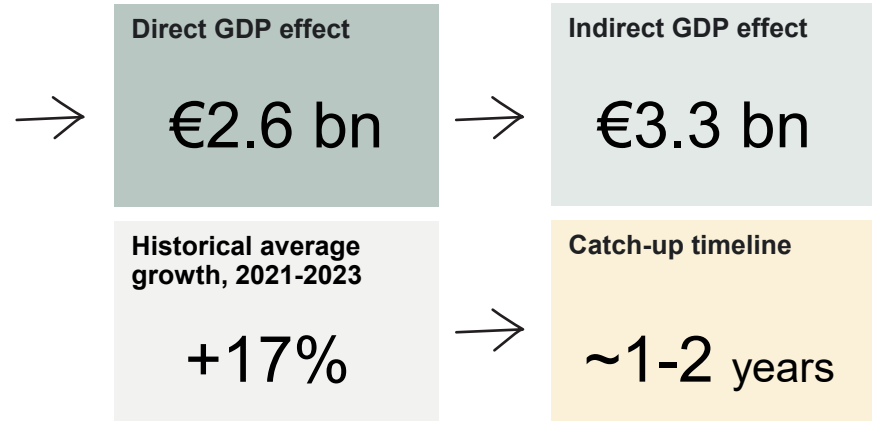 Direct GDP effect
€2.6 bn
Indirect GDP effect
€3.3 bn
Historical average
growth, 2021-2023
+17%
Catch-up timeline
~1-2 years